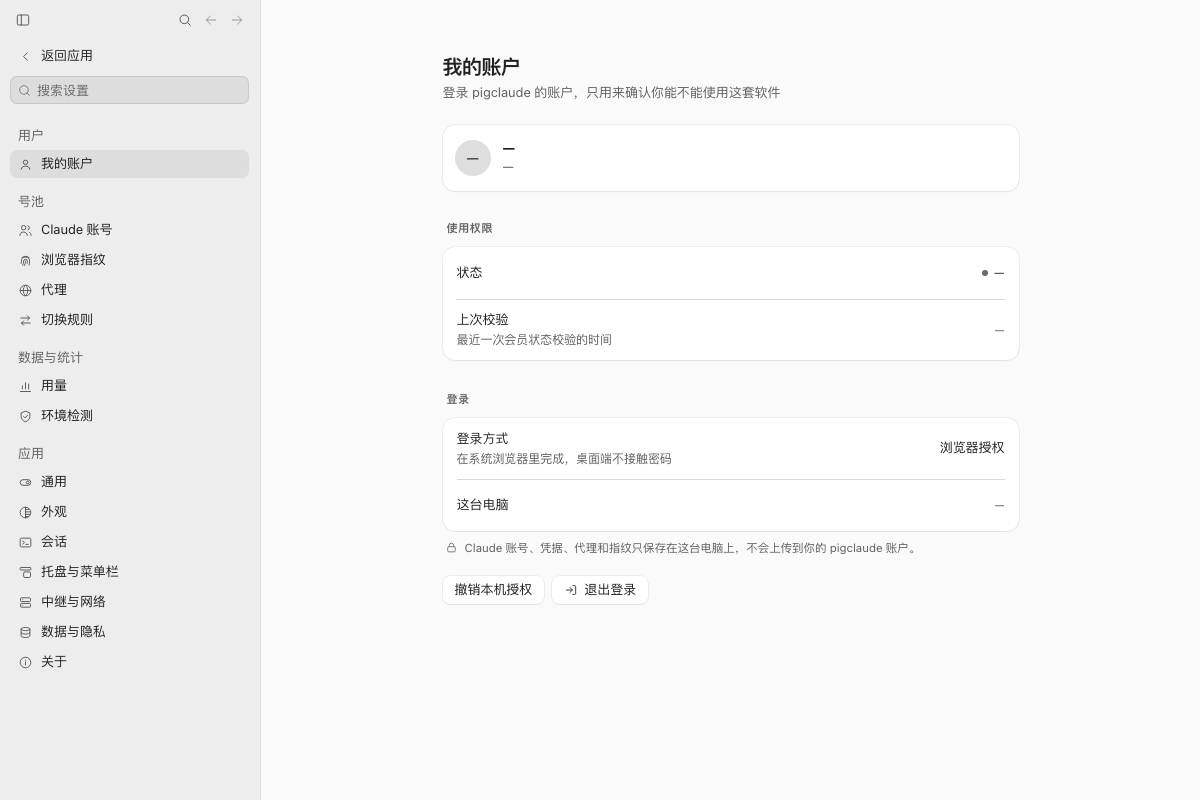 返回应用
搜索设置
用户
我的账户
号池
Claude 账号
浏览器指纹
代理
切换规则
数据与统计
用量
环境检测
应用
通用
外观
会话
托盘与菜单栏
中继与网络
数据与隐私
关于
我的账户
登录 pigclaude 的账户，只用来确认你能不能使用这套软件
—
—
—
使用权限
状态
—
上次校验
最近一次会员状态校验的时间
—
登录
登录方式
在系统浏览器里完成，桌面端不接触密码
浏览器授权
这台电脑
—
Claude 账号、凭据、代理和指纹只保存在这台电脑上，不会上传到你的 pigclaude 账户。
撤销本机授权
退出登录